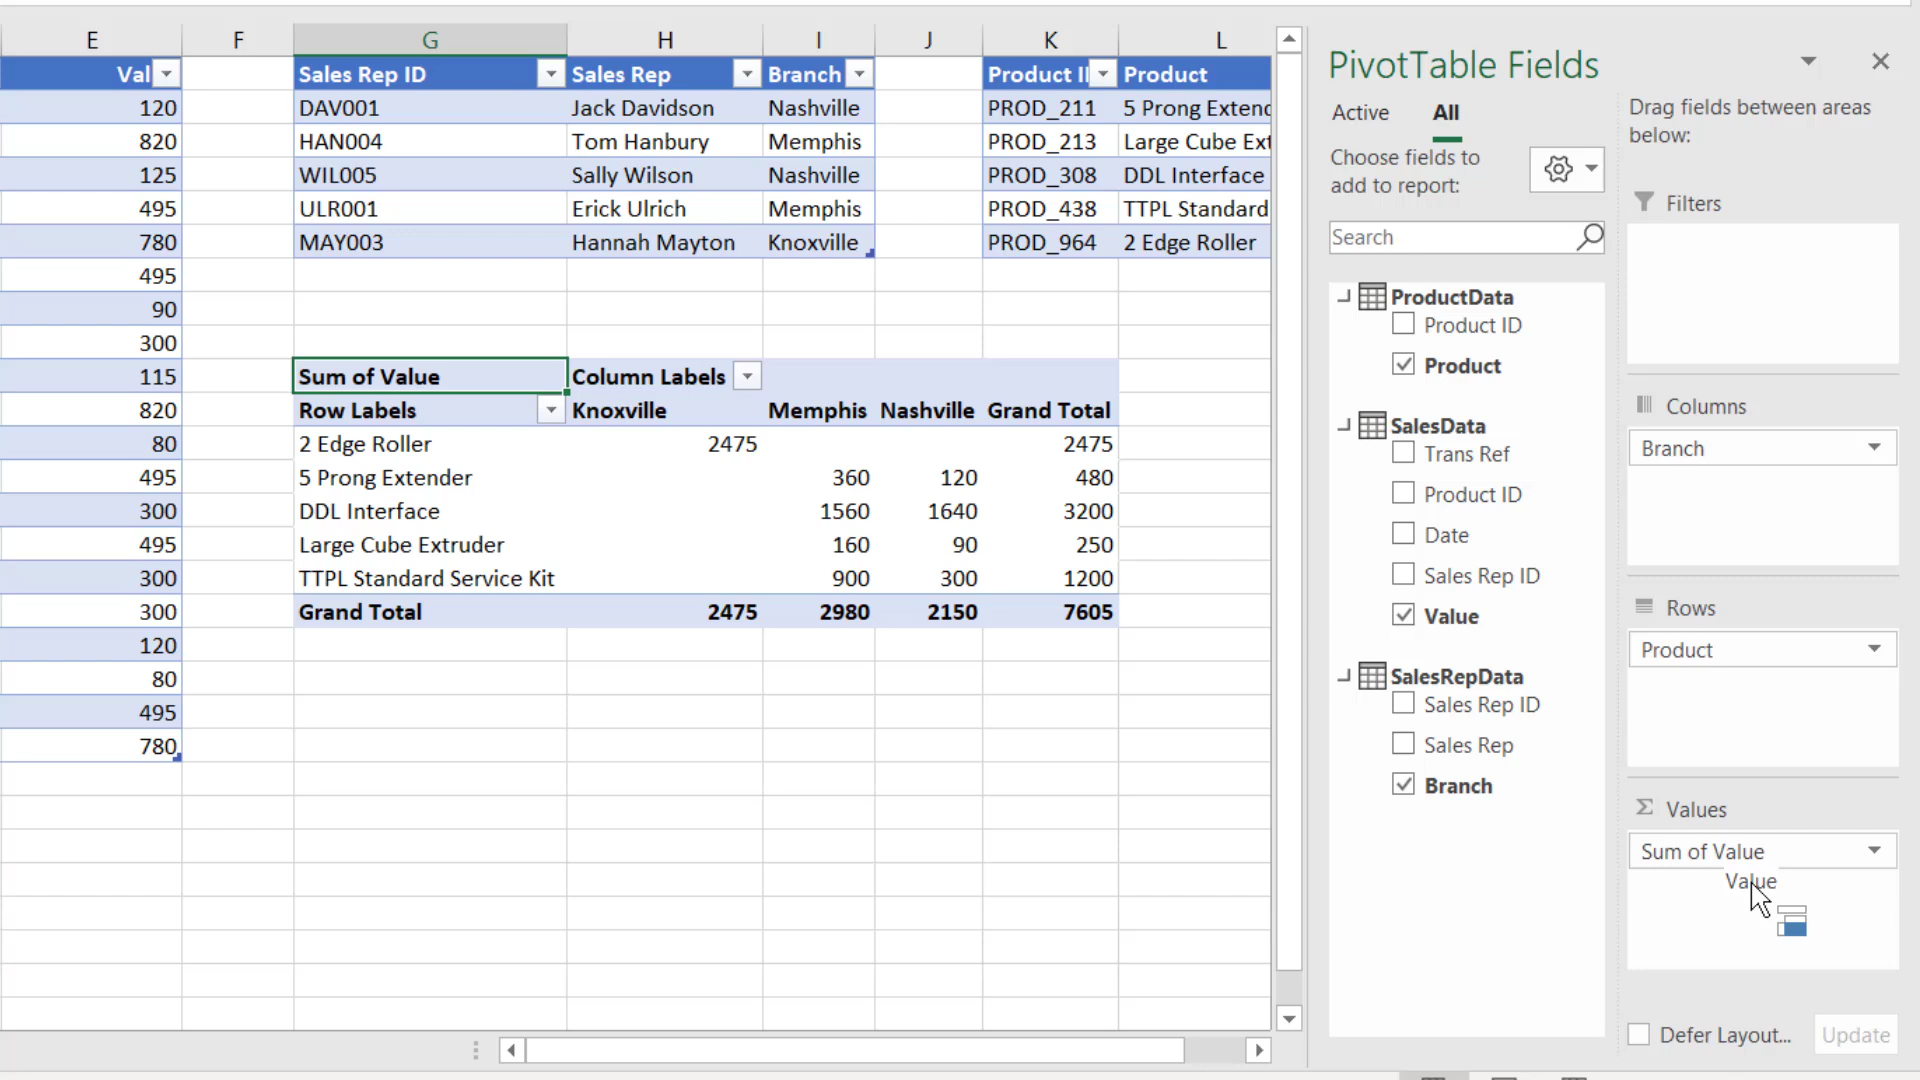 E F G H I J K L
Val Sales Rep ID Sales Rep Branch Product I Product
120 DAV001 Jack Davidson Nashville PROD_211 5 Prong Extend
820 HAN004 Tom Hanbury Memphis PROD_213 Large Cube Ext
125 WIL005 Sally Wilson Nashville PROD_308 DDL Interface
495 ULR001 Erick Ulrich Memphis PROD_438 TTPL Standard
780 MAY003 Hannah Mayton Knoxville PROD_964 2 Edge Roller
495
90
300
115 Sum of Value Column Labels
820 Row Labels Knoxville Memphis Nashville Grand Total
80 2 Edge Roller 2475 2475
495 5 Prong Extender 360 120 480
300 DDL Interface 1560 1640 3200
495 Large Cube Extruder 160 90 250
300 TTPL Standard Service Kit 900 300 1200
300 Grand Total 2475 2980 2150 7605
120
80
495
780
PivotTable Fields
Active All
Choose fields to
add to report:
Search
ProductData
Product ID
Product
SalesData
Trans Ref
Product ID
Date
Sales Rep ID
Value
SalesRepData
Sales Rep ID
Sales Rep
Branch
Drag fields between areas
below:
Filters
Columns
Branch
Rows
Product
Σ Values
Sum of Value
Value
Defer Layout... Update